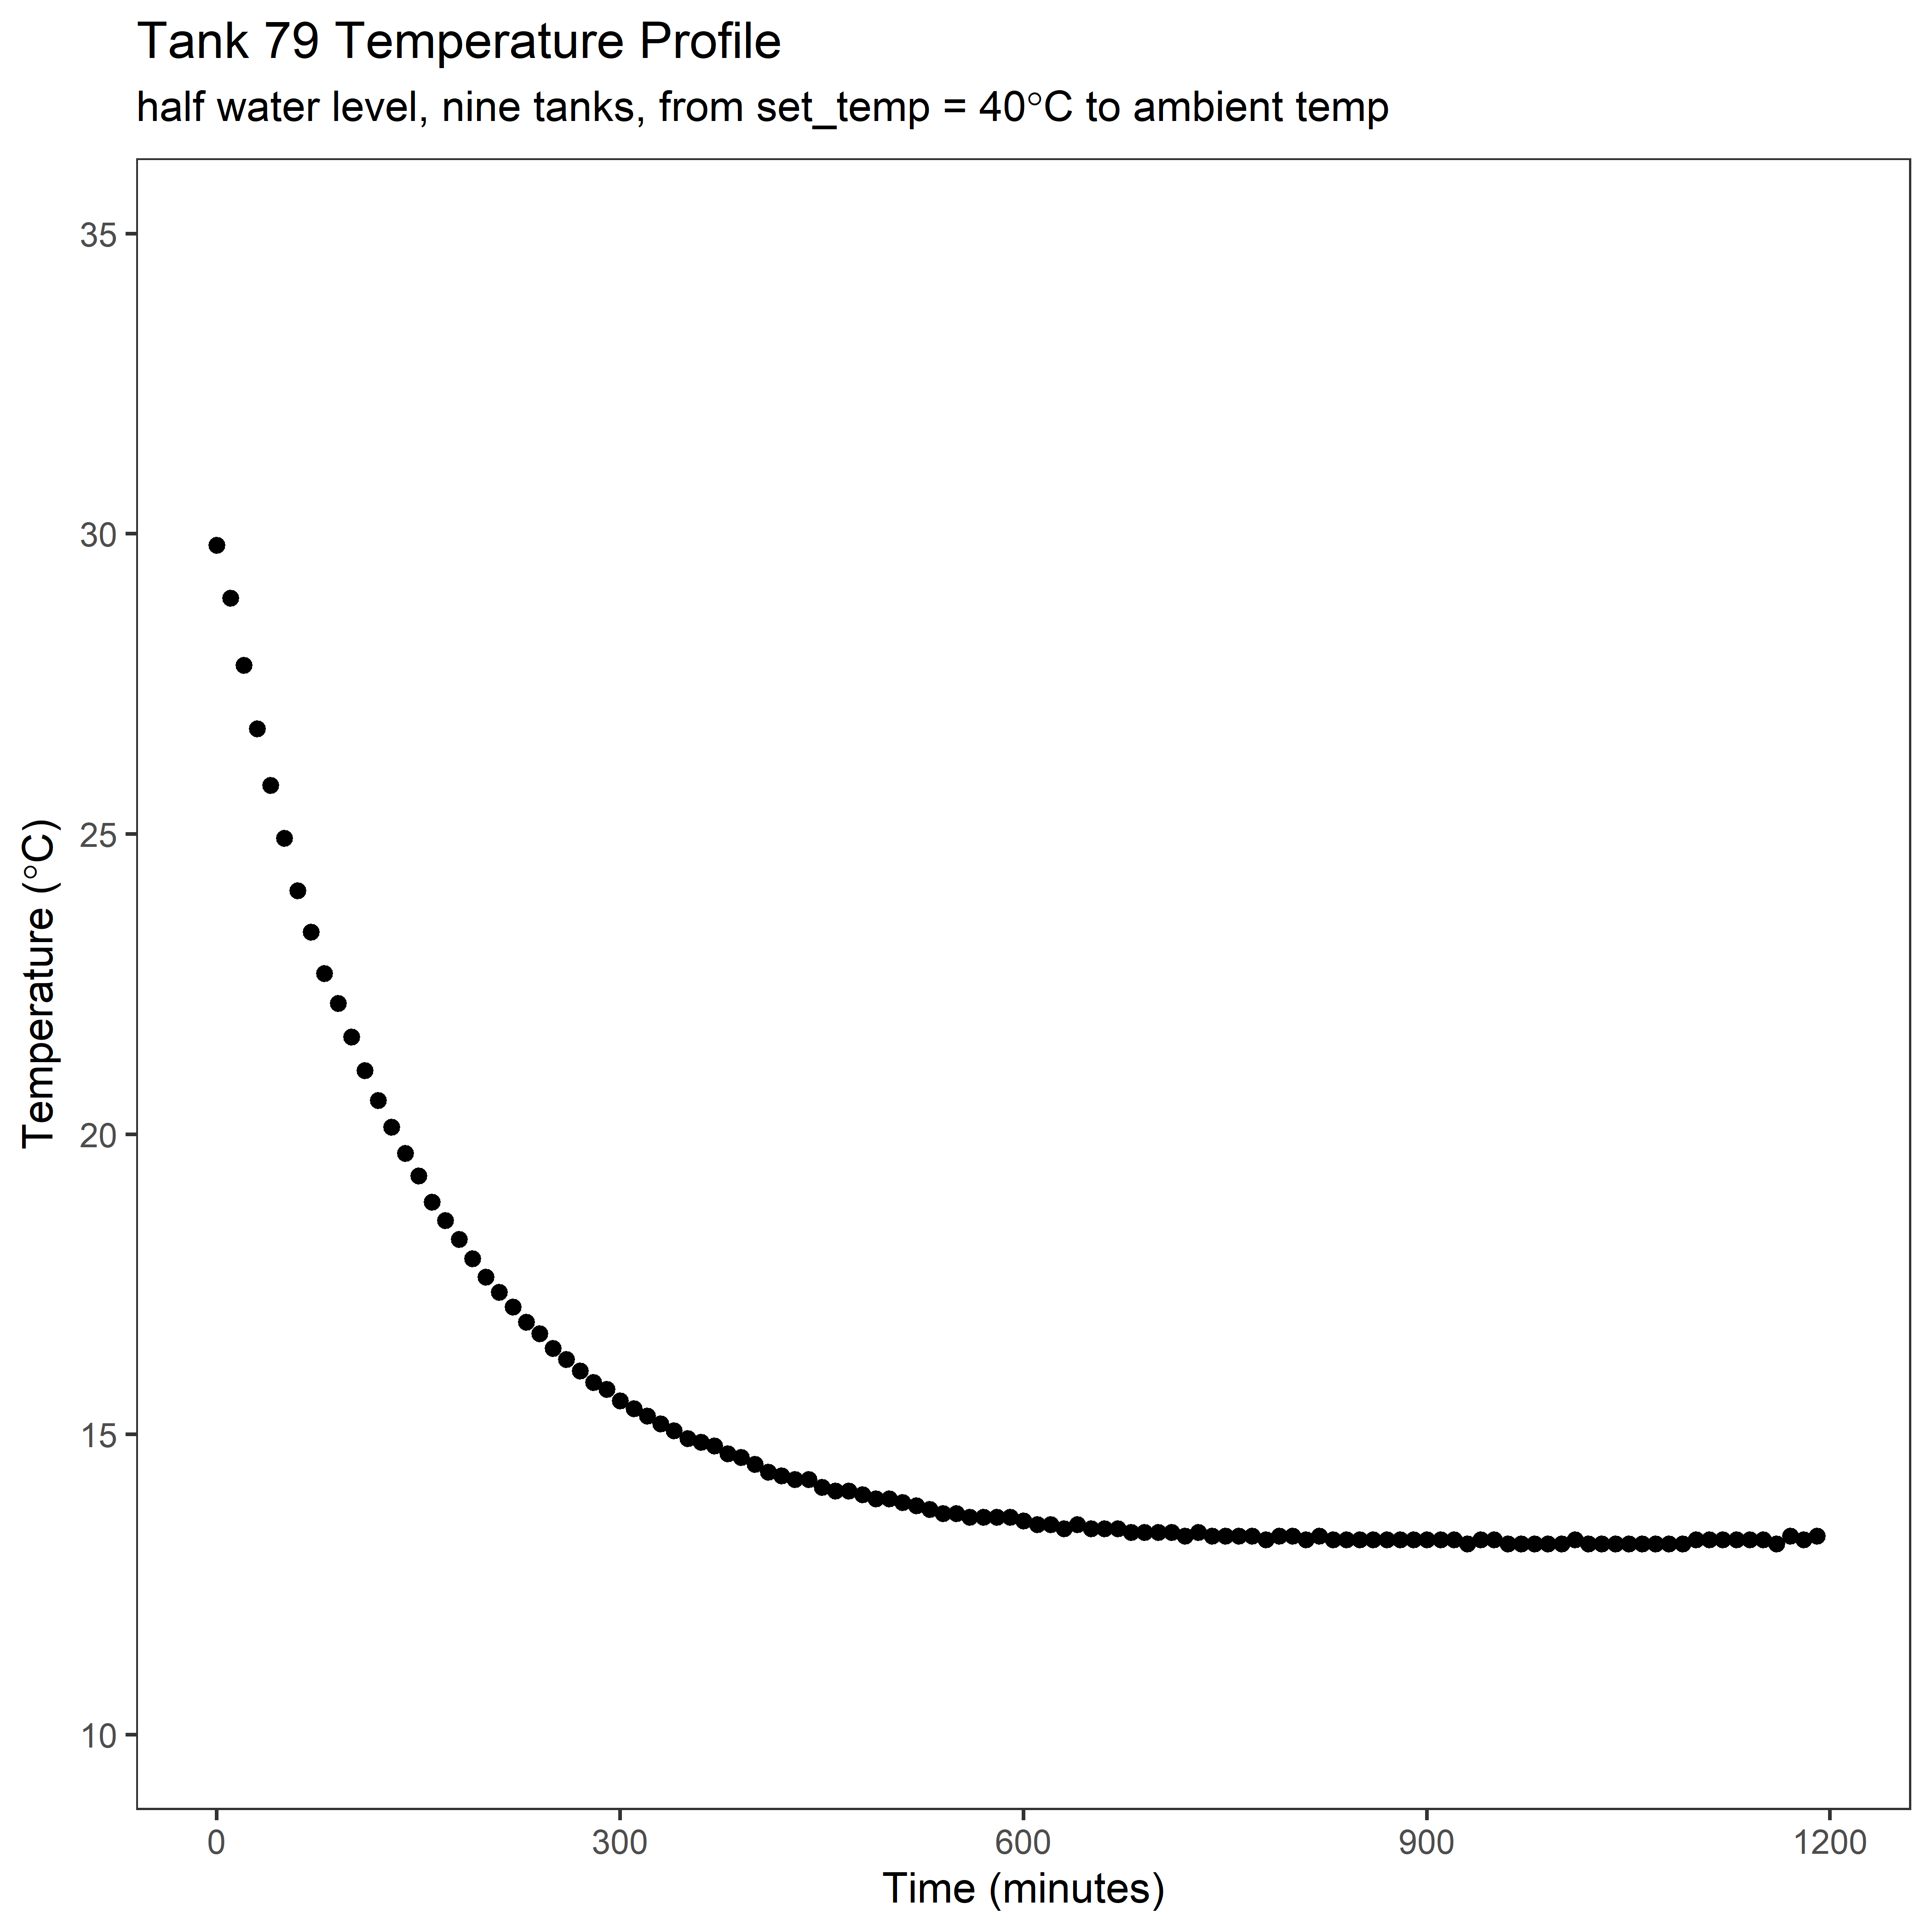 Tank 79 Temperature Profile
half water level, nine tanks, from set_temp = 40°C to ambient temp
35
30
25
20
15
10
Temperature (°C)
0 300 600 900 1200
Time (minutes)